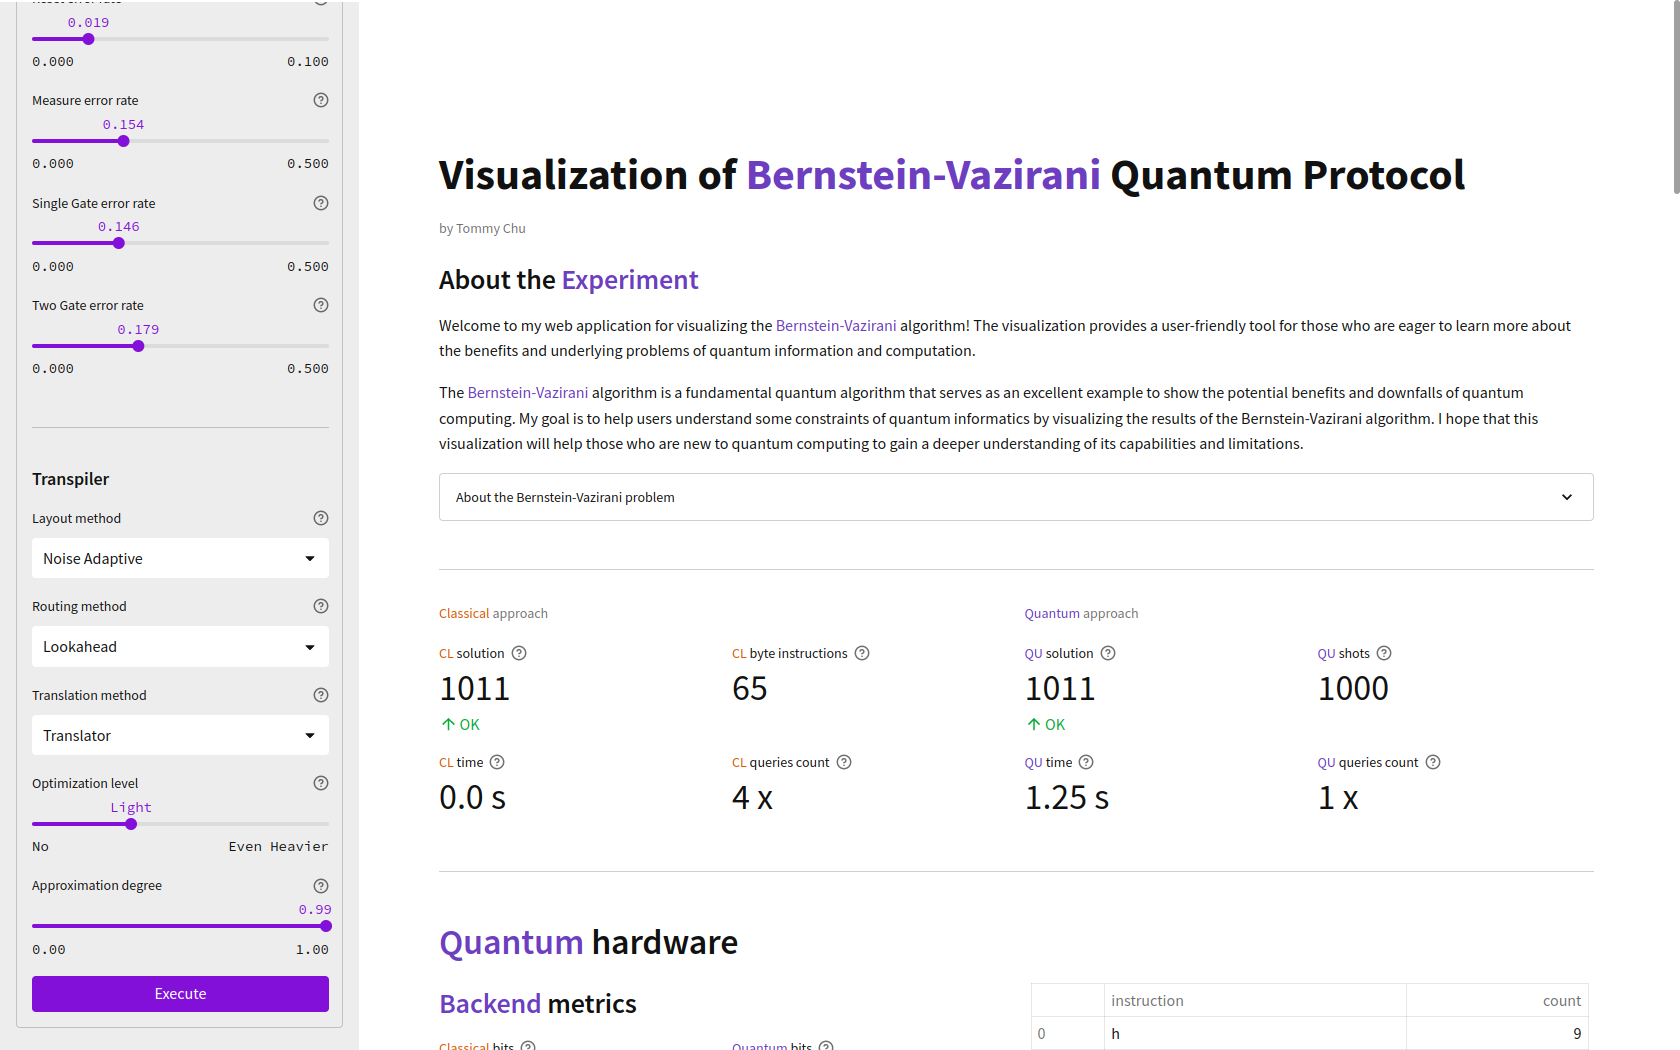 0.019
0.000 0.100
Measure error rate
0.154
0.000 0.500
Single Gate error rate
0.146
0.000 0.500
Two Gate error rate
0.179
0.000 0.500
Transpiler
Layout method
Noise Adaptive
Routing method
Lookahead
Translation method
Translator
Optimization level
Light
No Even Heavier
Approximation degree
0.99
0.00 1.00
Execute
Visualization of Bernstein-Vazirani Quantum Protocol
by Tommy Chu
About the Experiment
Welcome to my web application for visualizing the Bernstein-Vazirani algorithm! The visualization provides a user-friendly tool for those who are eager to learn more about
the benefits and underlying problems of quantum information and computation.
The Bernstein-Vazirani algorithm is a fundamental quantum algorithm that serves as an excellent example to show the potential benefits and downfalls of quantum
computing. My goal is to help users understand some constraints of quantum informatics by visualizing the results of the Bernstein-Vazirani algorithm. I hope that this
visualization will help those who are new to quantum computing to gain a deeper understanding of its capabilities and limitations.
About the Bernstein-Vazirani problem
Classical approach Quantum approach
CL solution CL byte instructions QU solution QU shots
1011 65 1011 1000
↑ OK ↑ OK
CL time CL queries count QU time QU queries count
0.0 s 4 x 1.25 s 1 x
Quantum hardware
Backend metrics
Classical bits Quantum bits
instruction count
0 h 9